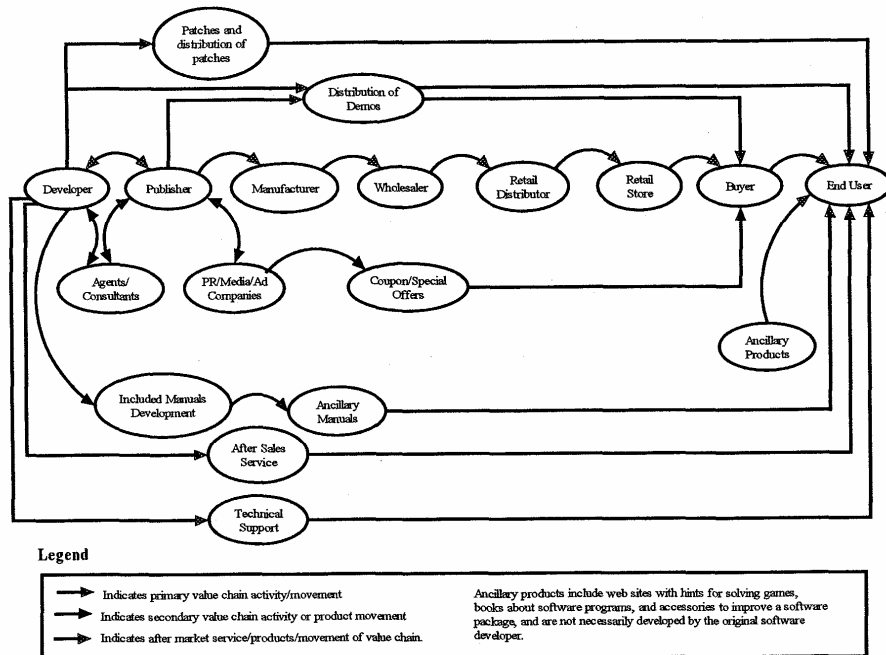 Patches and
distribution of
patches
Distribution of
Demos
Developer
Publisher
Manufacturer
Wholesaler
Retail
Distributor
Retail
Store
Buyer
End User
Agents/
Consultants
PR/Media/Ad
Companies
Coupon/Special
Offers
Ancillary
Products
Included Manuals
Development
Ancillary
Manuals
After Sales
Service
Technical
Support
Legend
Indicates primary value chain activity/movement
Indicates secondary value chain activity or product movement
Indicates after market service/products/movement of value chain.
Ancillary products include web sites with hints for solving games,
books about software programs, and accessories to improve a software
package, and are not necessarily developed by the original software
developer.